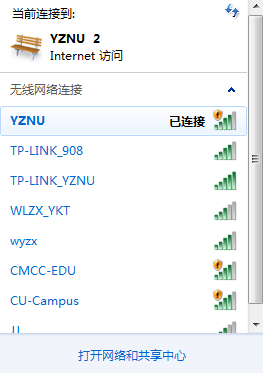 当前连接到:
YZNU 2
Internet 访问
无线网络连接
YZNU 已连接
TP-LINK_908
TP-LINK_YZNU
WLZX_YKT
wyzx
CMCC-EDU
CU-Campus
打开网络和共享中心